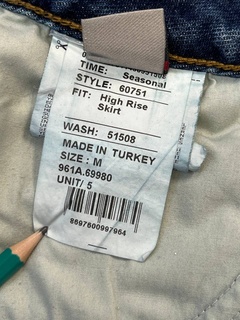 TIME: Seasonal
STYLE: 60751
FIT: High Rise
Skirt
WASH: 51508
MADE IN TURKEY
SIZE : M
961A.69980
UNIT/ 5
8697600997964